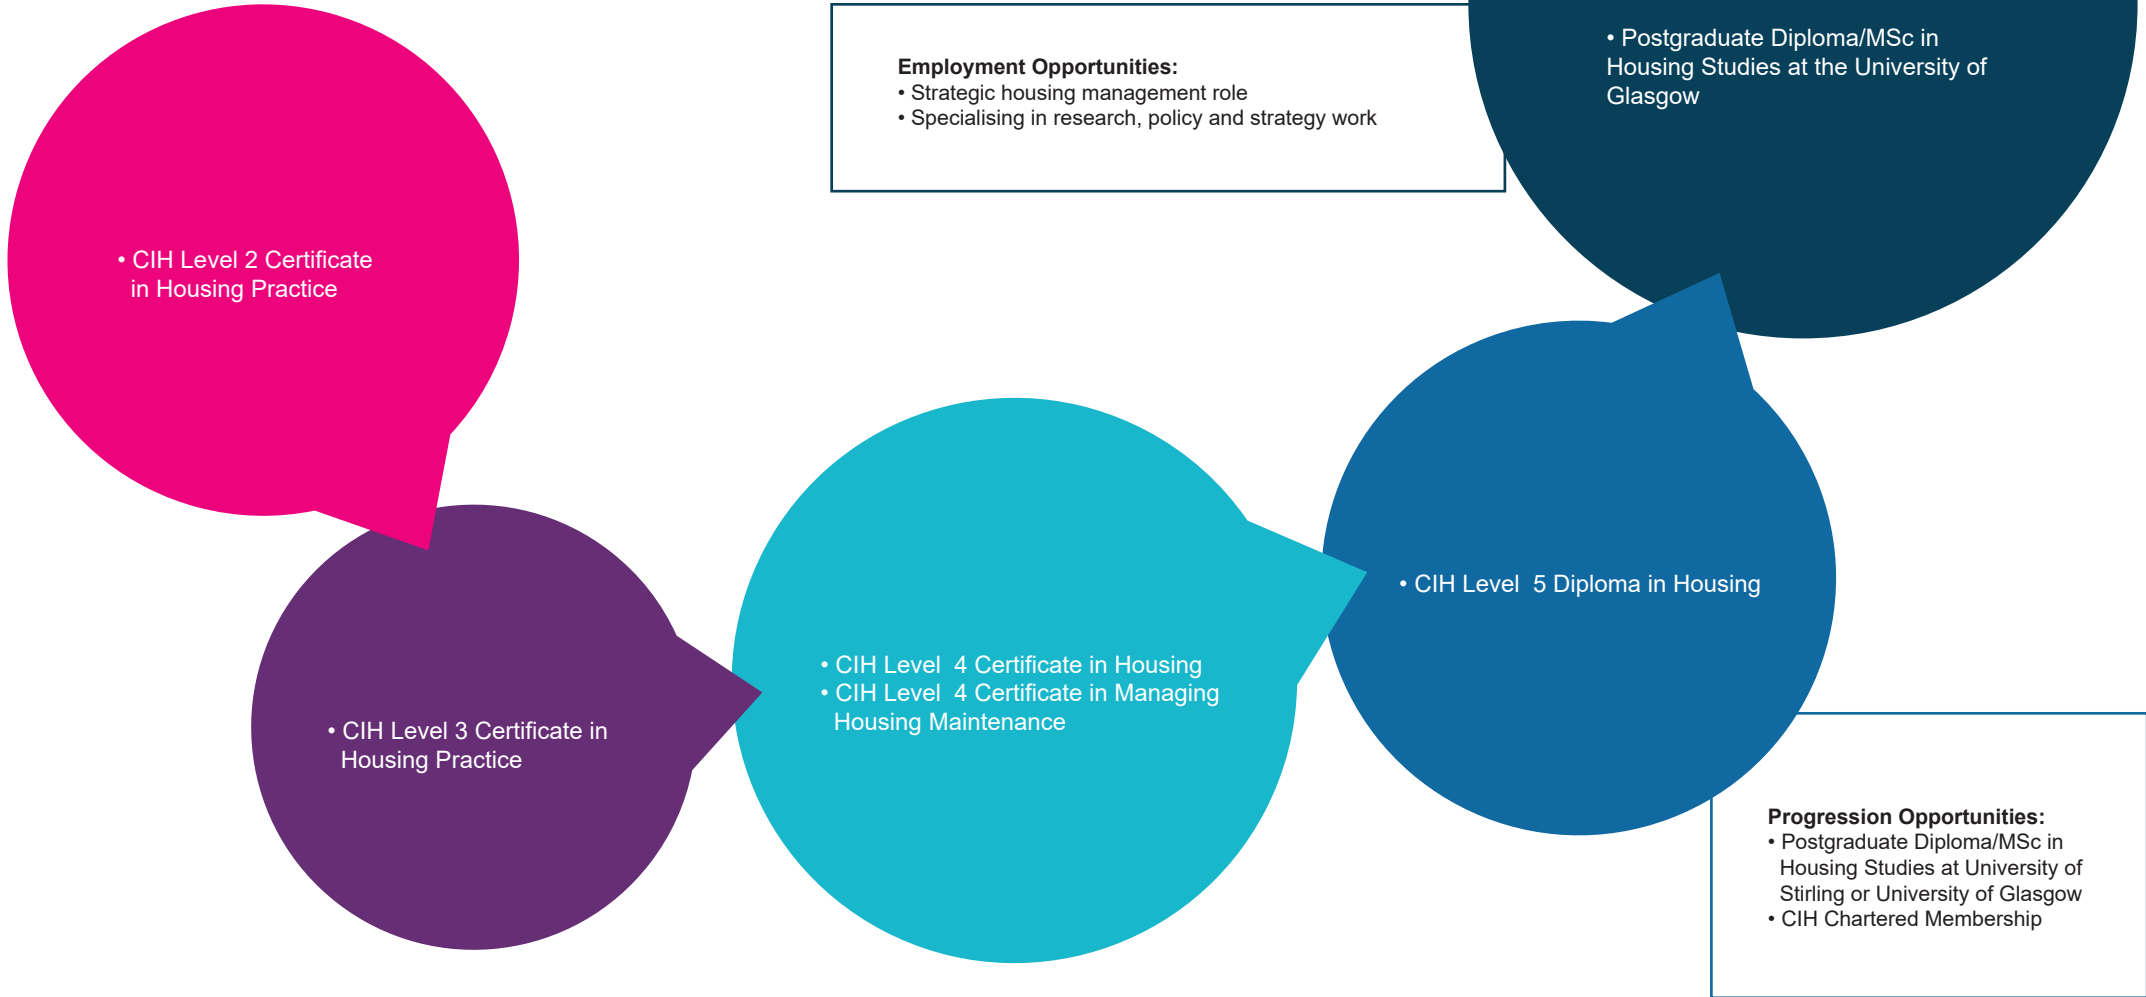 Employment Opportunities:
• Strategic housing management role
• Specialising in research, policy and strategy work
• Postgraduate Diploma/MSc in
Housing Studies at the University of
Glasgow
• CIH Level 2 Certificate
in Housing Practice
• CIH Level 3 Certificate in
Housing Practice
• CIH Level  4 Certificate in Housing
• CIH Level  4 Certificate in Managing
Housing Maintenance
• CIH Level  5 Diploma in Housing
Progression Opportunities:
• Postgraduate Diploma/MSc in
Housing Studies at University of
Stirling or University of Glasgow
• CIH Chartered Membership